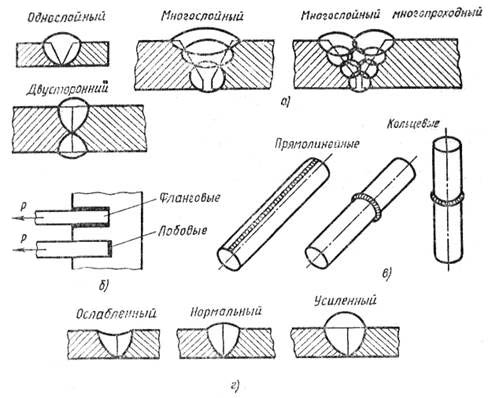 Однослойный
Многослойный
Многослойный многопроходный
Двусторонний
а)
Кольцевые
Прямолинейные
Р
Фланговые
Р
Лобовые
б)
в)
Ослабленный
Нормальный
Усиленный
г)